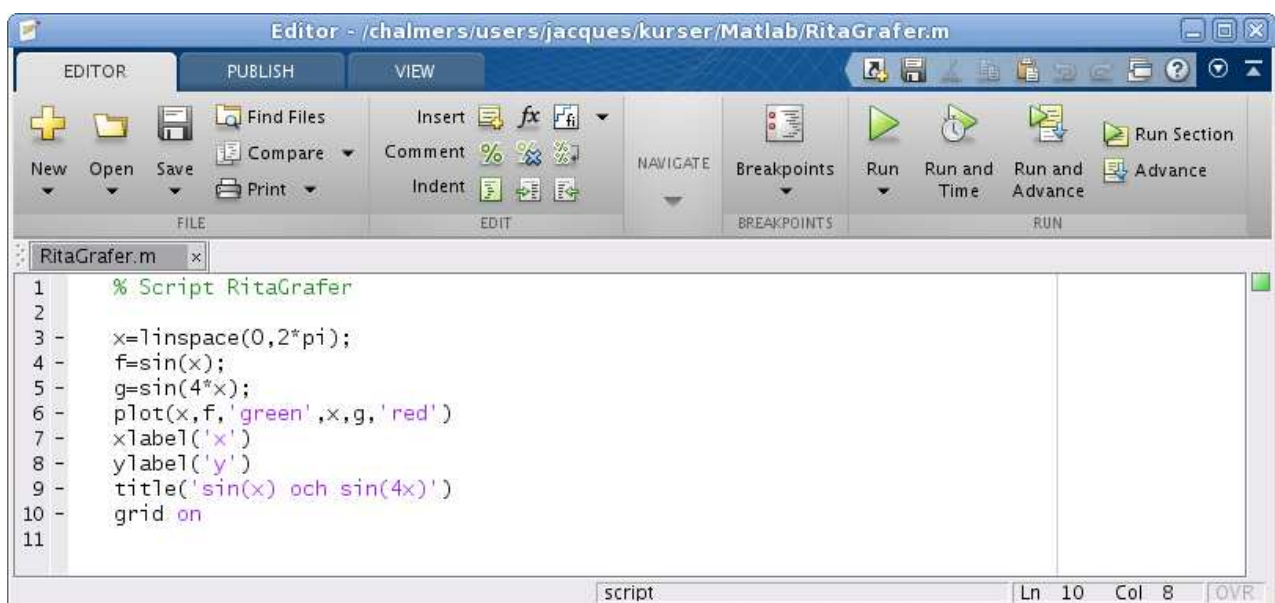 Editor - /chalmers/users/jacques/kurser/Matlab/RitaGrafer.m
EDITOR PUBLISH VIEW
New Open Save
Find Files
Compare
Print
FILE
Insert fx fi
Comment
Indent
EDIT
NAVIGATE
Breakpoints
BREAKPOINTS
Run
Run and Time
Run and Advance
Run Section
Advance
RUN
RitaGrafer.m
1 % Script RitaGrafer
2
3 - x=linspace(0,2*pi);
4 - f=sin(x);
5 - g=sin(4*x);
6 - plot(x,f,'green',x,g,'red')
7 - xlabel('x')
8 - ylabel('y')
9 - title('sin(x) och sin(4x)')
10 - grid on
11
script Ln 10 Col 8 OVR